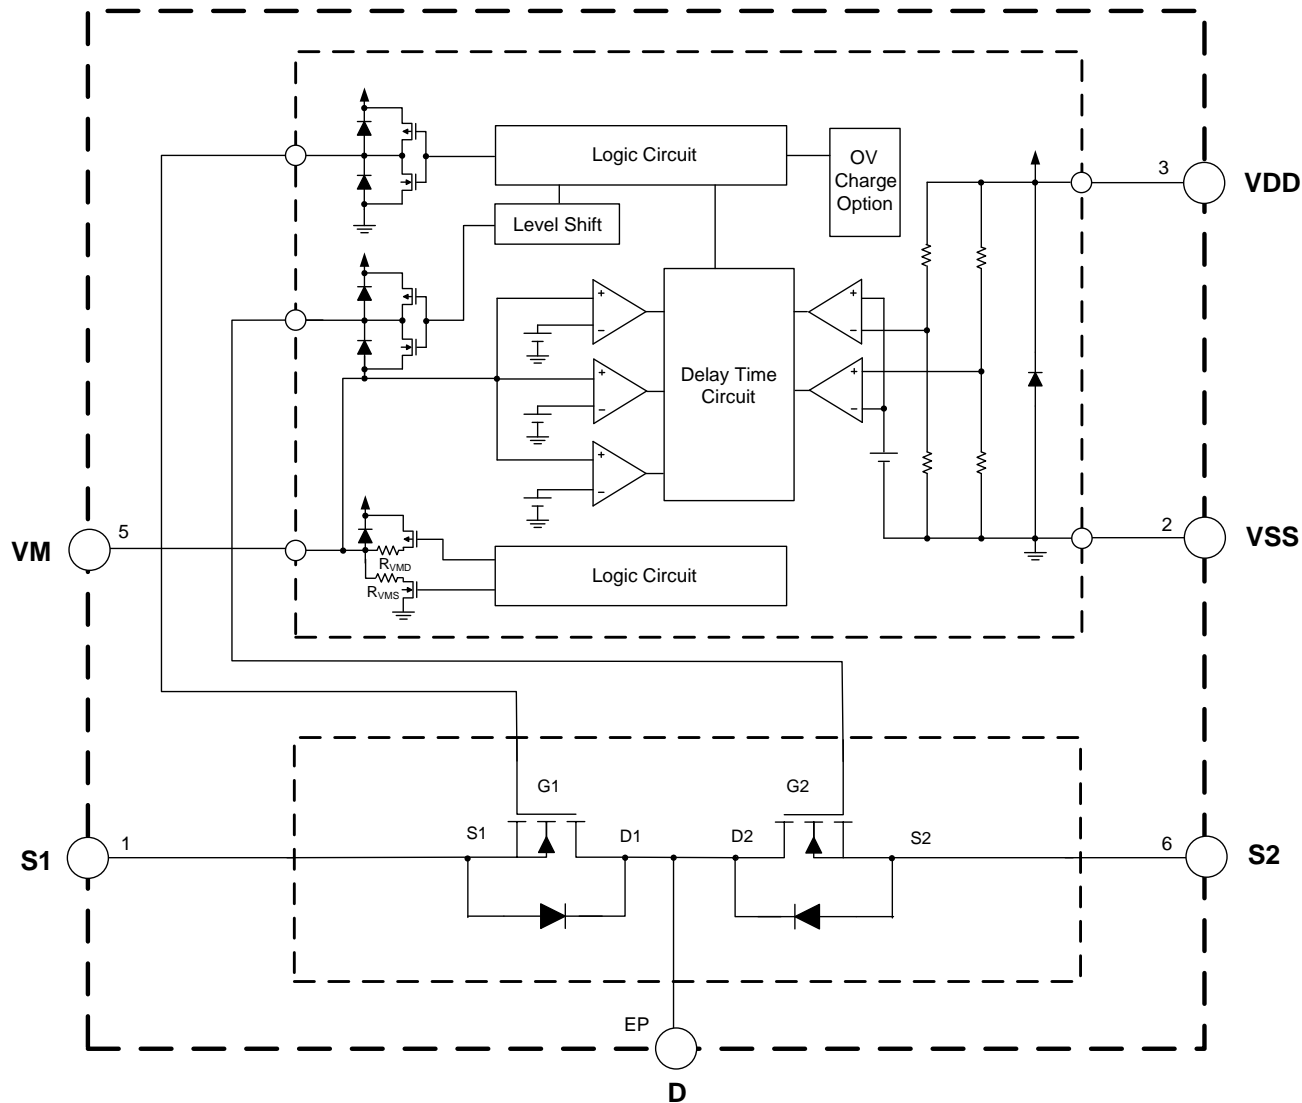 Logic Circuit
OV
Charge
Option
3
VDD
Level Shift
+
−
+
−
Delay Time
Circuit
+
−
+
−
+
−
VM
5
2
VSS
RVMD
Logic Circuit
RVMS
G1
G2
S1
D1
D2
S2
S1
1
6
S2
EP
D